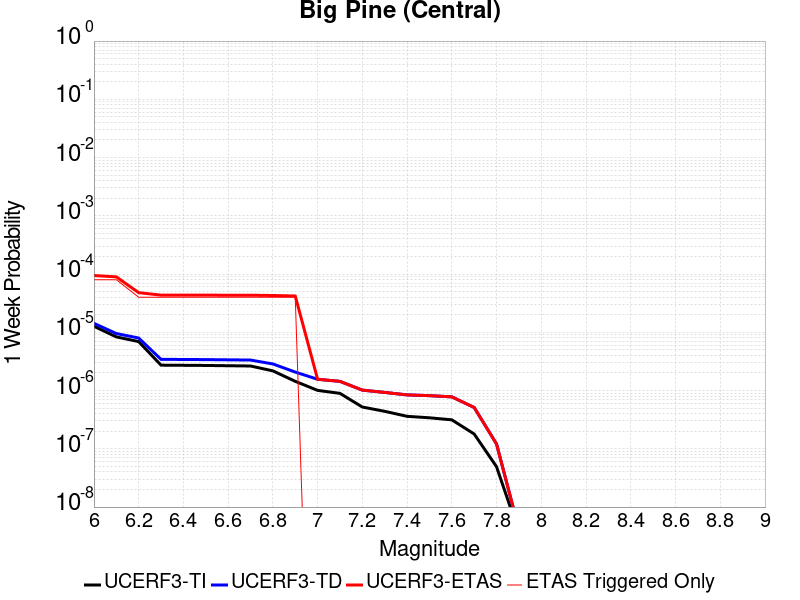 Big Pine (Central)
10^0
10^-1
10^-2
10^-3
10^-4
10^-5
10^-6
10^-7
10^-8
1 Week Probability
6 6.2 6.4 6.6 6.8 7 7.2 7.4 7.6 7.8 8 8.2 8.4 8.6 8.8 9
Magnitude
UCERF3-TI UCERF3-TD UCERF3-ETAS ETAS Triggered Only